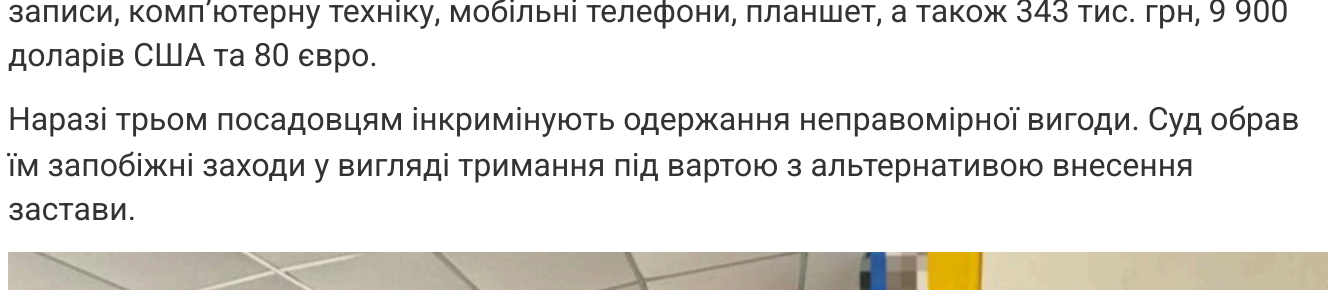 записи, комп’ютерну техніку, мобільні телефони, планшет, а також 343 тис. грн, 9 900
доларів США та 80 євро.
Наразі трьом посадовцям інкримінують одержання неправомірної вигоди. Суд обрав
їм запобіжні заходи у вигляді тримання під вартою з альтернативою внесення
застави.